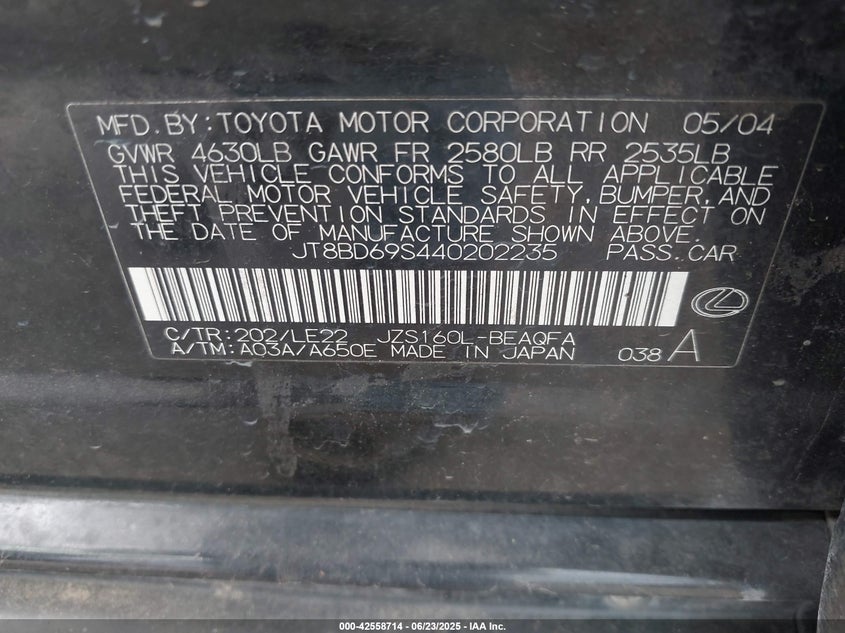 MFD. BY: TOYOTA MOTOR CORPORATION 05/04
GVWR 4630LB GAWR FR 2580LB RR 2535LB
THIS VEHICLE CONFORMS TO ALL APPLICABLE
FEDERAL MOTOR VEHICLE SAFETY, BUMPER, AND
THEFT PREVENTION STANDARDS IN EFFECT ON
THE DATE OF MANUFACTURE SHOWN ABOVE.
JT8BD69S440202235 PASS. CAR
C/TR: 202/LE22 JZS160L-BEAQFA
A/TM: A03A/A650E MADE IN JAPAN 038 A
000-42558714 - 06/23/2025 - IAA Inc.